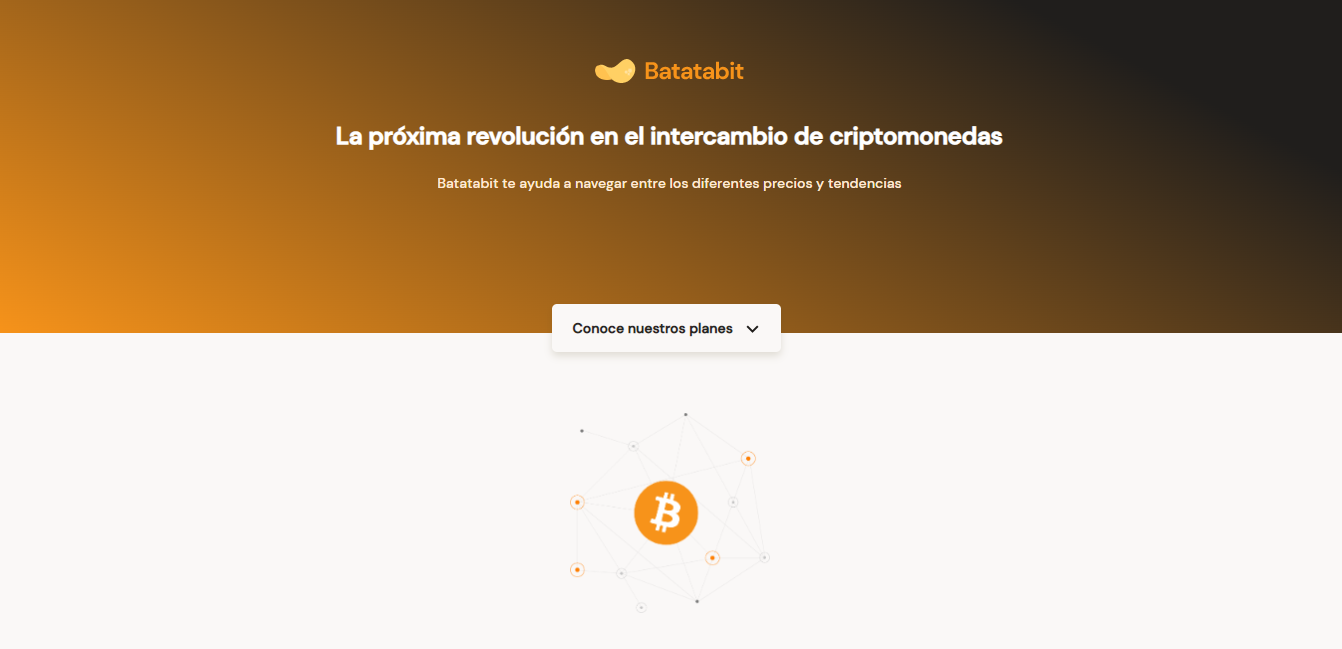 Batatabit
La próxima revolución en el intercambio de criptomonedas
Batatabit te ayuda a navegar entre los diferentes precios y tendencias
Conoce nuestros planes